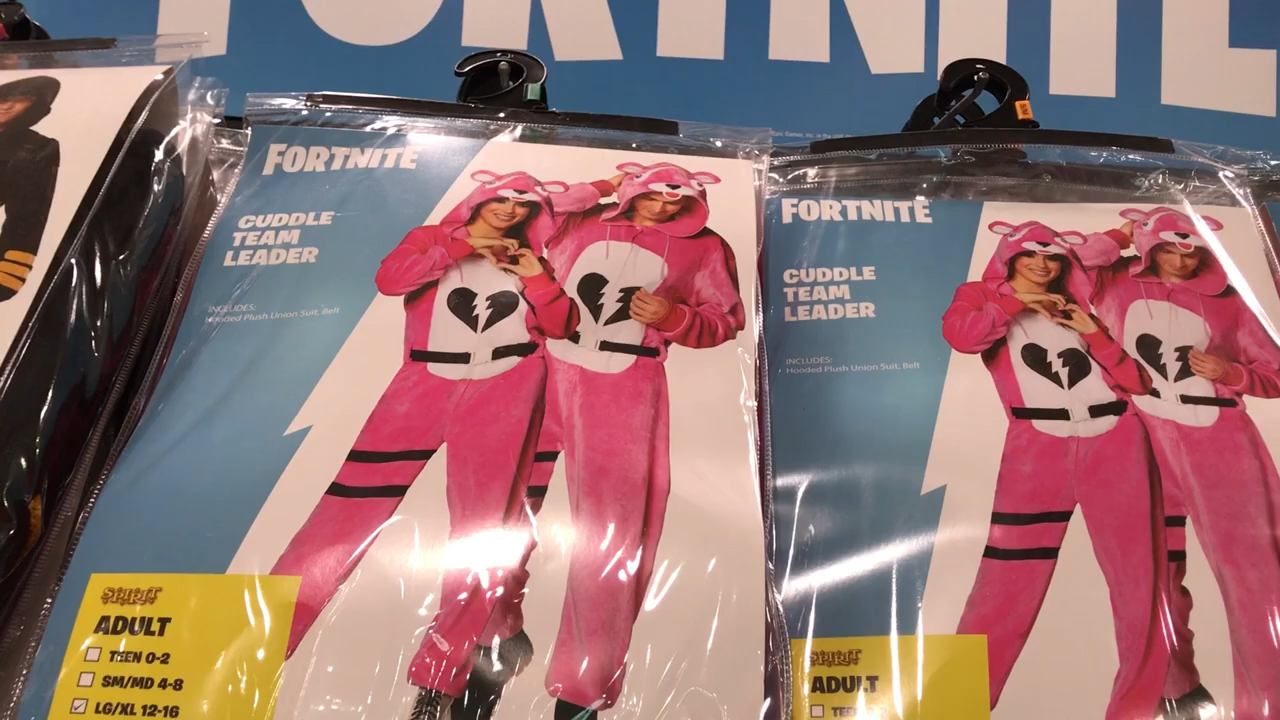 FORTNITE
FORTNITE
CUDDLE
TEAM
LEADER
INCLUDES:
Hooded Plush Union Suit, Belt
SPIRIT
ADULT
TEEN 0-2
SM/MD 4-8
LG/XL 12-16
FORTNITE
CUDDLE
TEAM
LEADER
INCLUDES:
Hooded Plush Union Suit, Belt
SPIRIT
ADULT